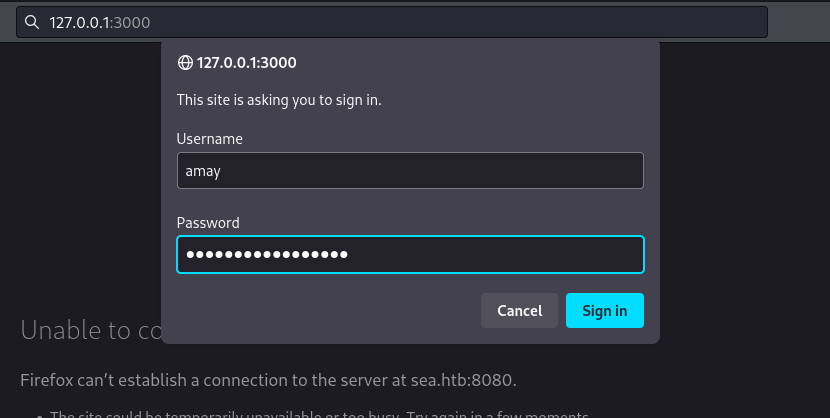 127.0.0.1:3000
127.0.0.1:3000
This site is asking you to sign in.
Username
amay
Password
●●●●●●●●●●●●●●●●●
Cancel
Sign in
Unable to co
Firefox can’t establish a connection to the server at sea.htb:8080.
• The site could be temporarily unavailable or too busy. Try again in a few moments.